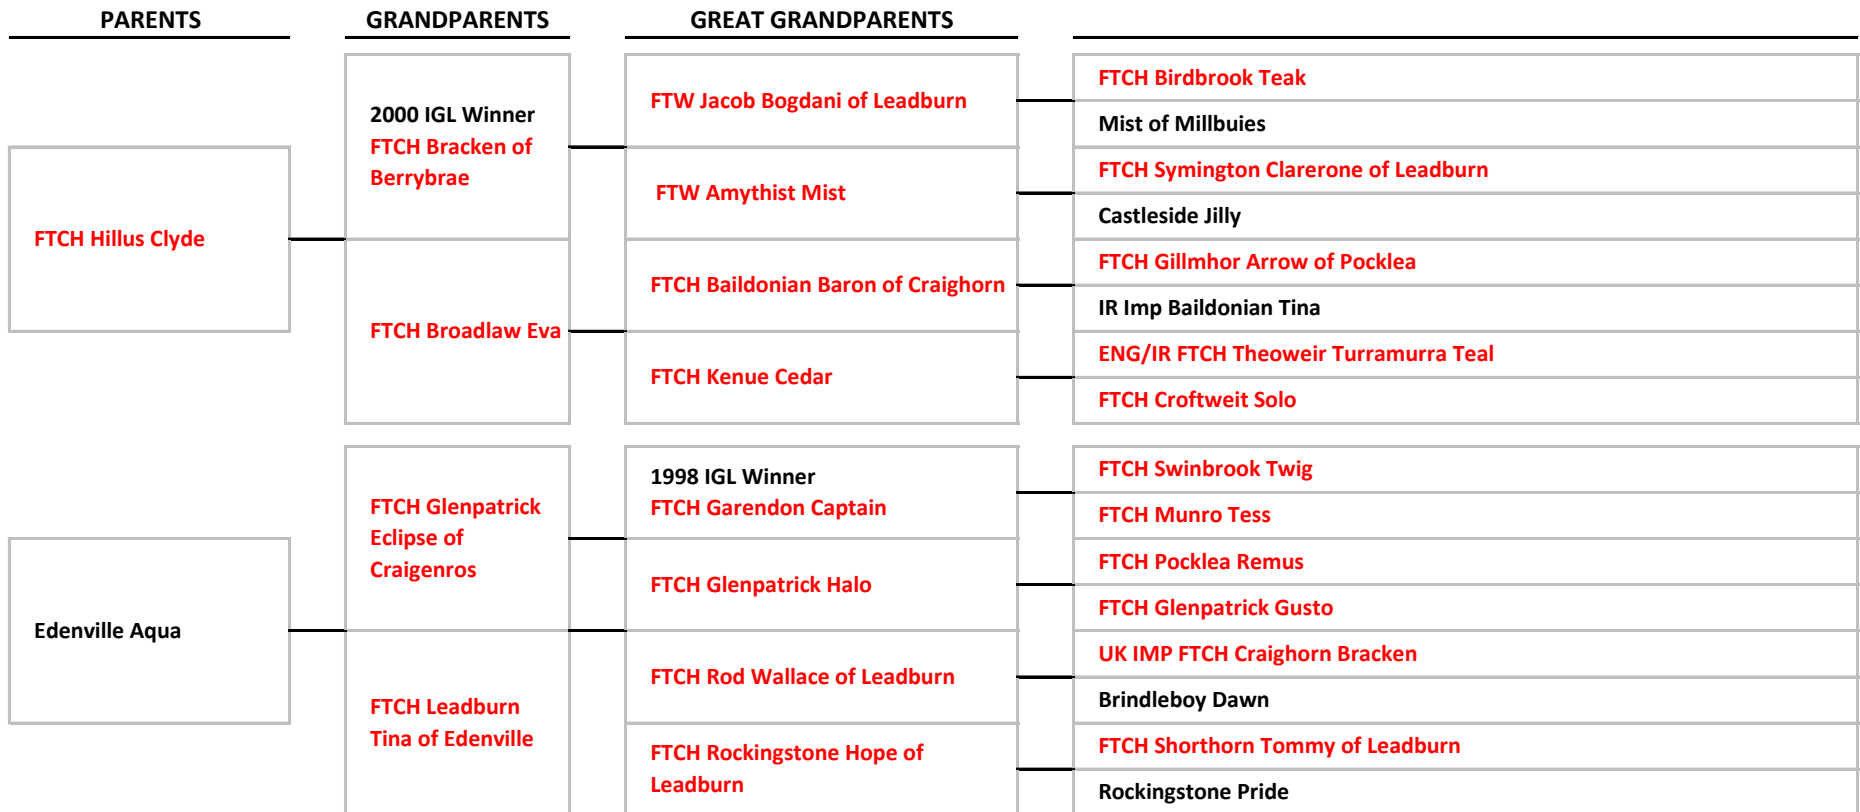 PARENTS
GRANDPARENTS
GREAT GRANDPARENTS
FTCH Hillus Clyde
2000 IGL Winner
FTCH Bracken of
Berrybrae
FTCH Broadlaw Eva
FTW Jacob Bogdani of Leadburn
FTW Amythist Mist
FTCH Baildonian Baron of Craighorn
FTCH Kenue Cedar
FTCH Birdbrook Teak
Mist of Millbuies
FTCH Symington Clarerone of Leadburn
Castleside Jilly
FTCH Gillmhor Arrow of Pocklea
IR Imp Baildonian Tina
ENG/IR FTCH Theoweir Turramurra Teal
FTCH Croftweit Solo
Edenville Aqua
FTCH Glenpatrick
Eclipse of
Craigenros
FTCH Leadburn
Tina of Edenville
1998 IGL Winner
FTCH Garendon Captain
FTCH Glenpatrick Halo
FTCH Rod Wallace of Leadburn
FTCH Rockingstone Hope of
Leadburn
FTCH Swinbrook Twig
FTCH Munro Tess
FTCH Pocklea Remus
FTCH Glenpatrick Gusto
UK IMP FTCH Craighorn Bracken
Brindleboy Dawn
FTCH Shorthorn Tommy of Leadburn
Rockingstone Pride